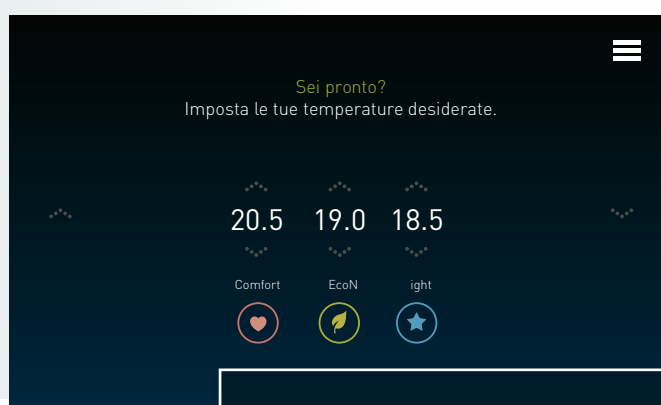 Sei pronto?
Imposta le tue temperature desiderate.
20.5 19.0 18.5
Comfort EcoN ight